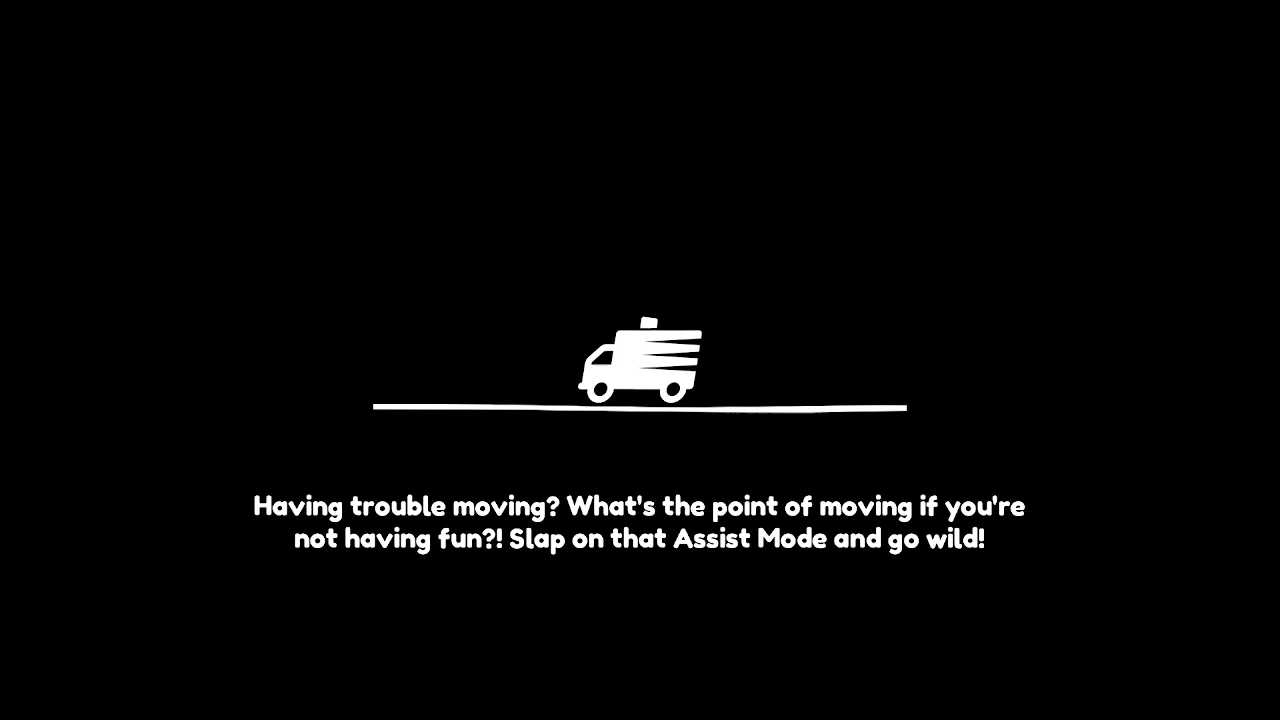 Having trouble moving? What's the point of moving if you're
not having fun?! Slap on that Assist Mode and go wild!